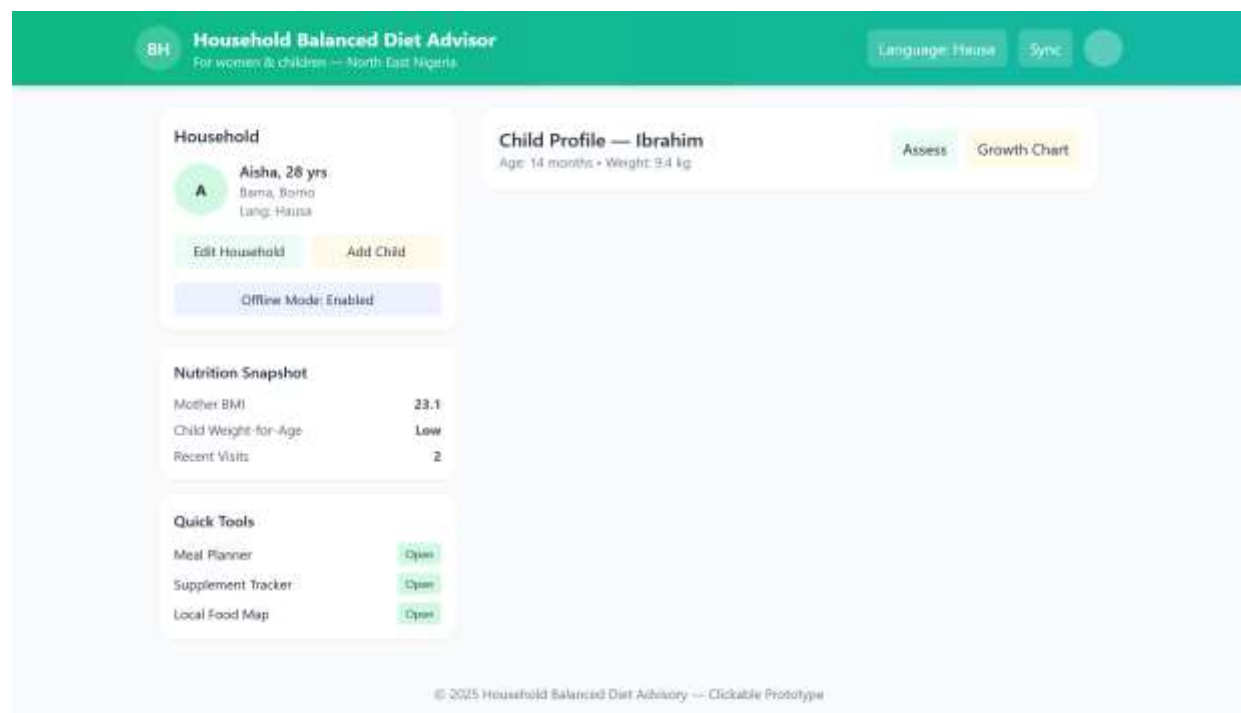 BH
Household Balanced Diet Advisor
For women & children — North East Nigeria
Language: Hausa
Sync
Household
A
Aisha, 28 yrs
Bama, Borno
Lang: Hausa
Edit Household
Add Child
Offline Mode: Enabled
Nutrition Snapshot
Mother BMI 23.1
Child Weight-for-Age Low
Recent Visits 2
Quick Tools
Meal Planner Open
Supplement Tracker Open
Local Food Map Open
Child Profile — Ibrahim
Age: 14 months • Weight: 9.4 kg
Assess
Growth Chart
© 2025 Household Balanced Diet Advisory — Clickable Prototype